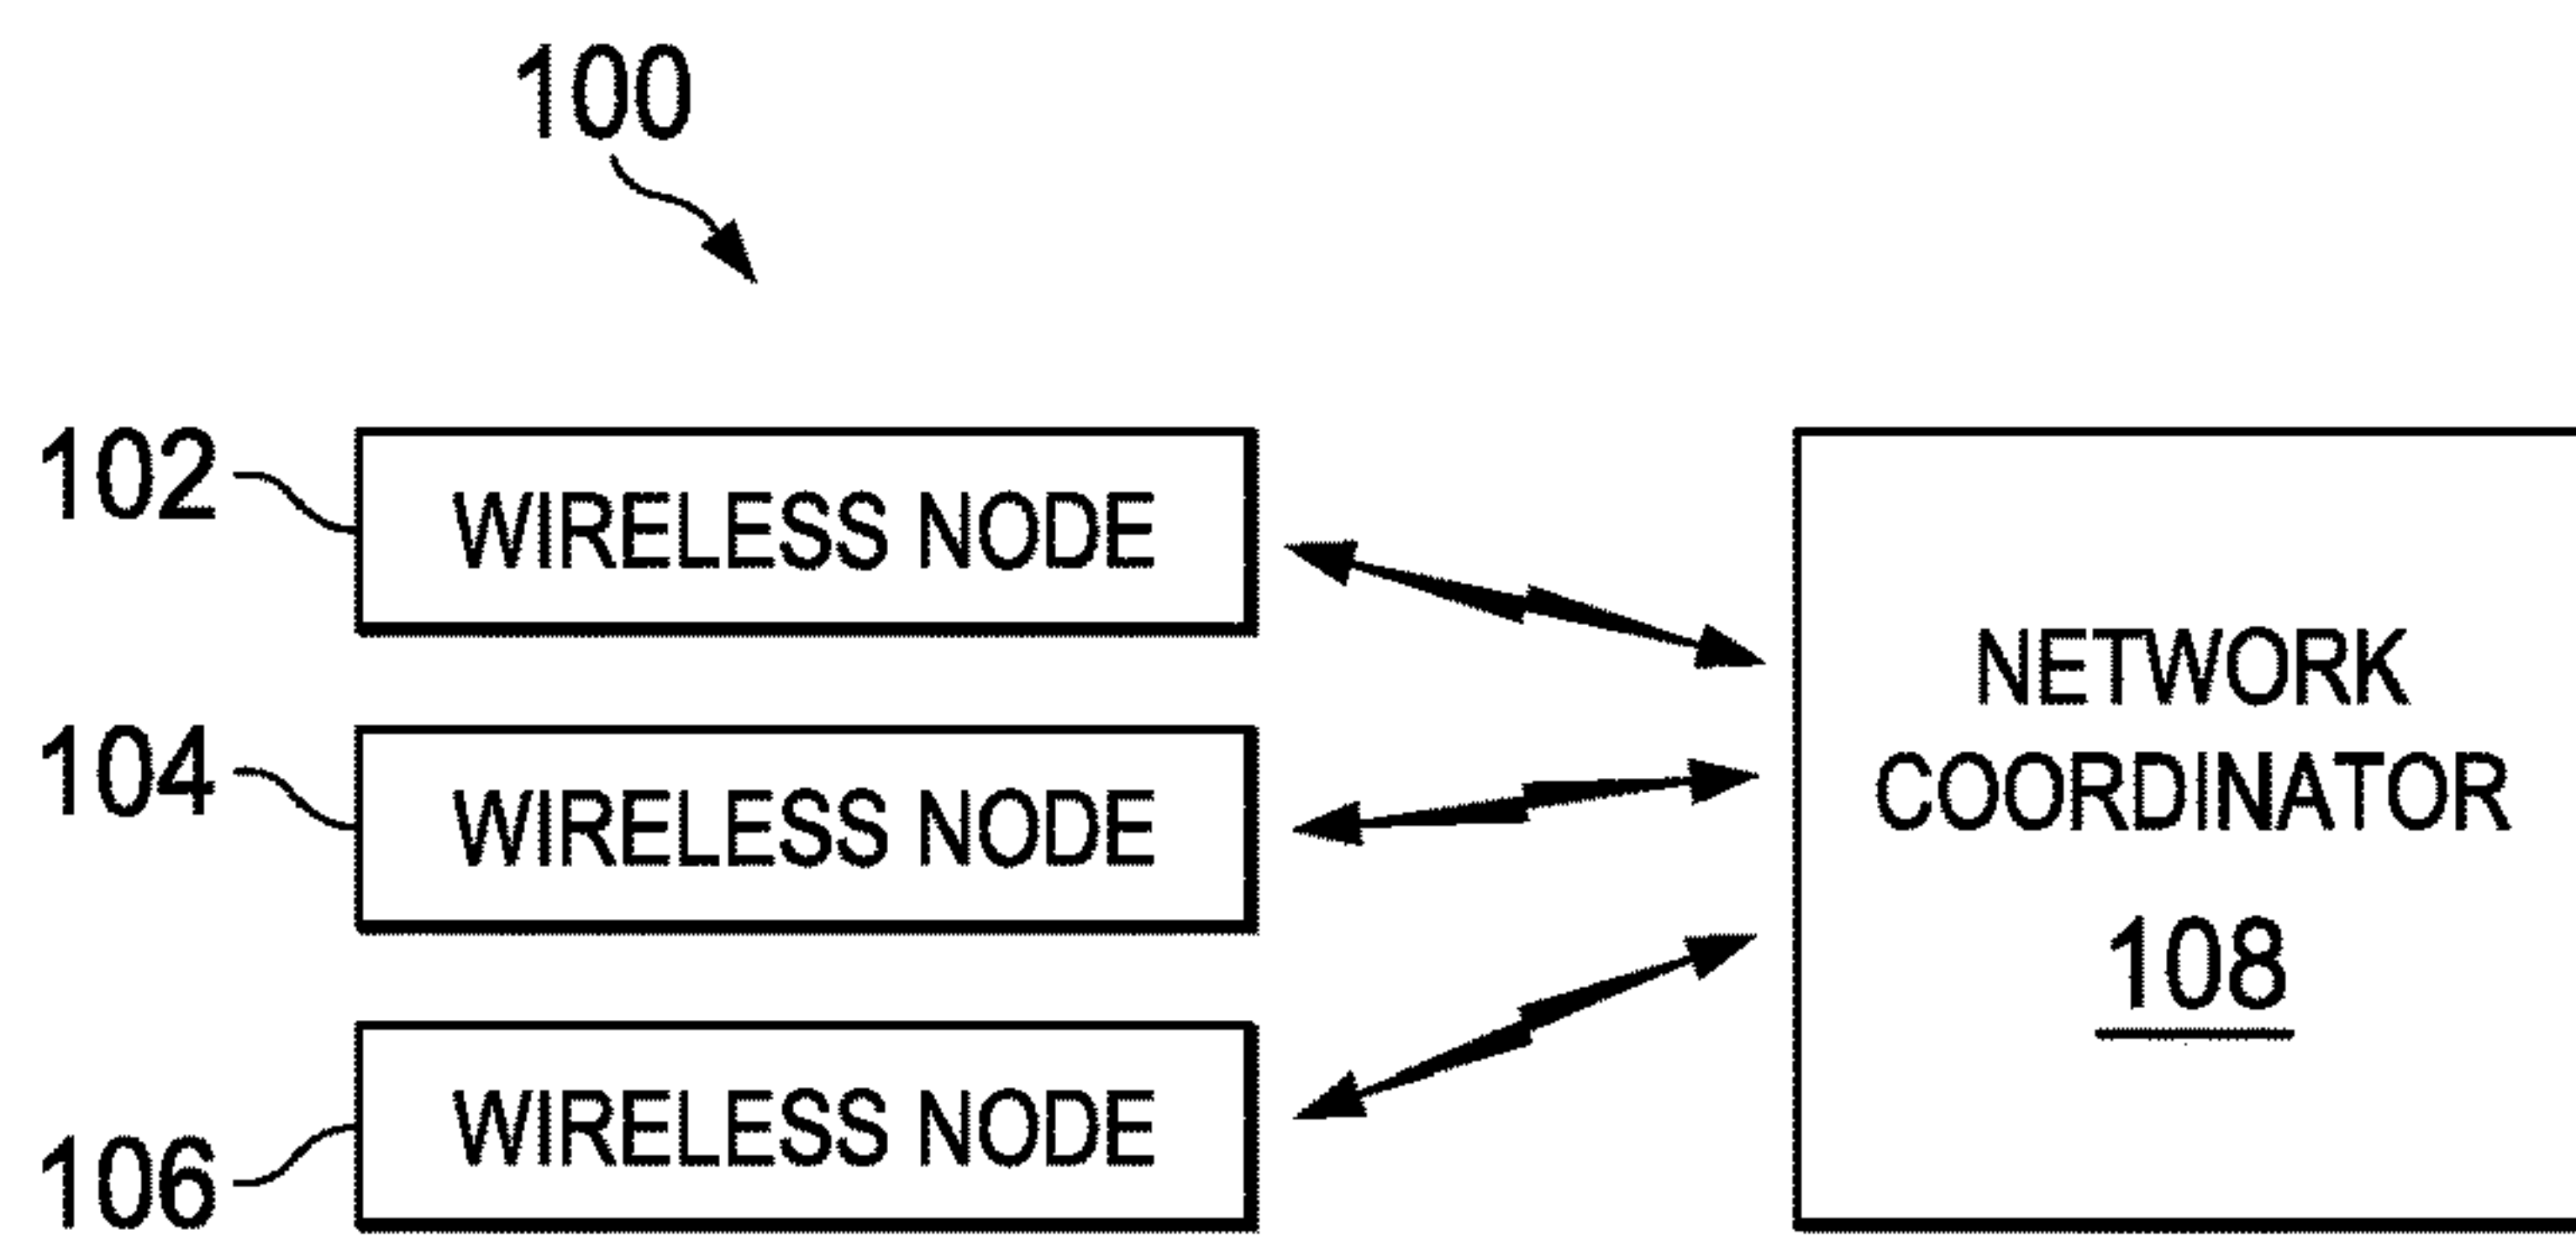 100
102
WIRELESS NODE
104
WIRELESS NODE
106
WIRELESS NODE
NETWORK
COORDINATOR
108